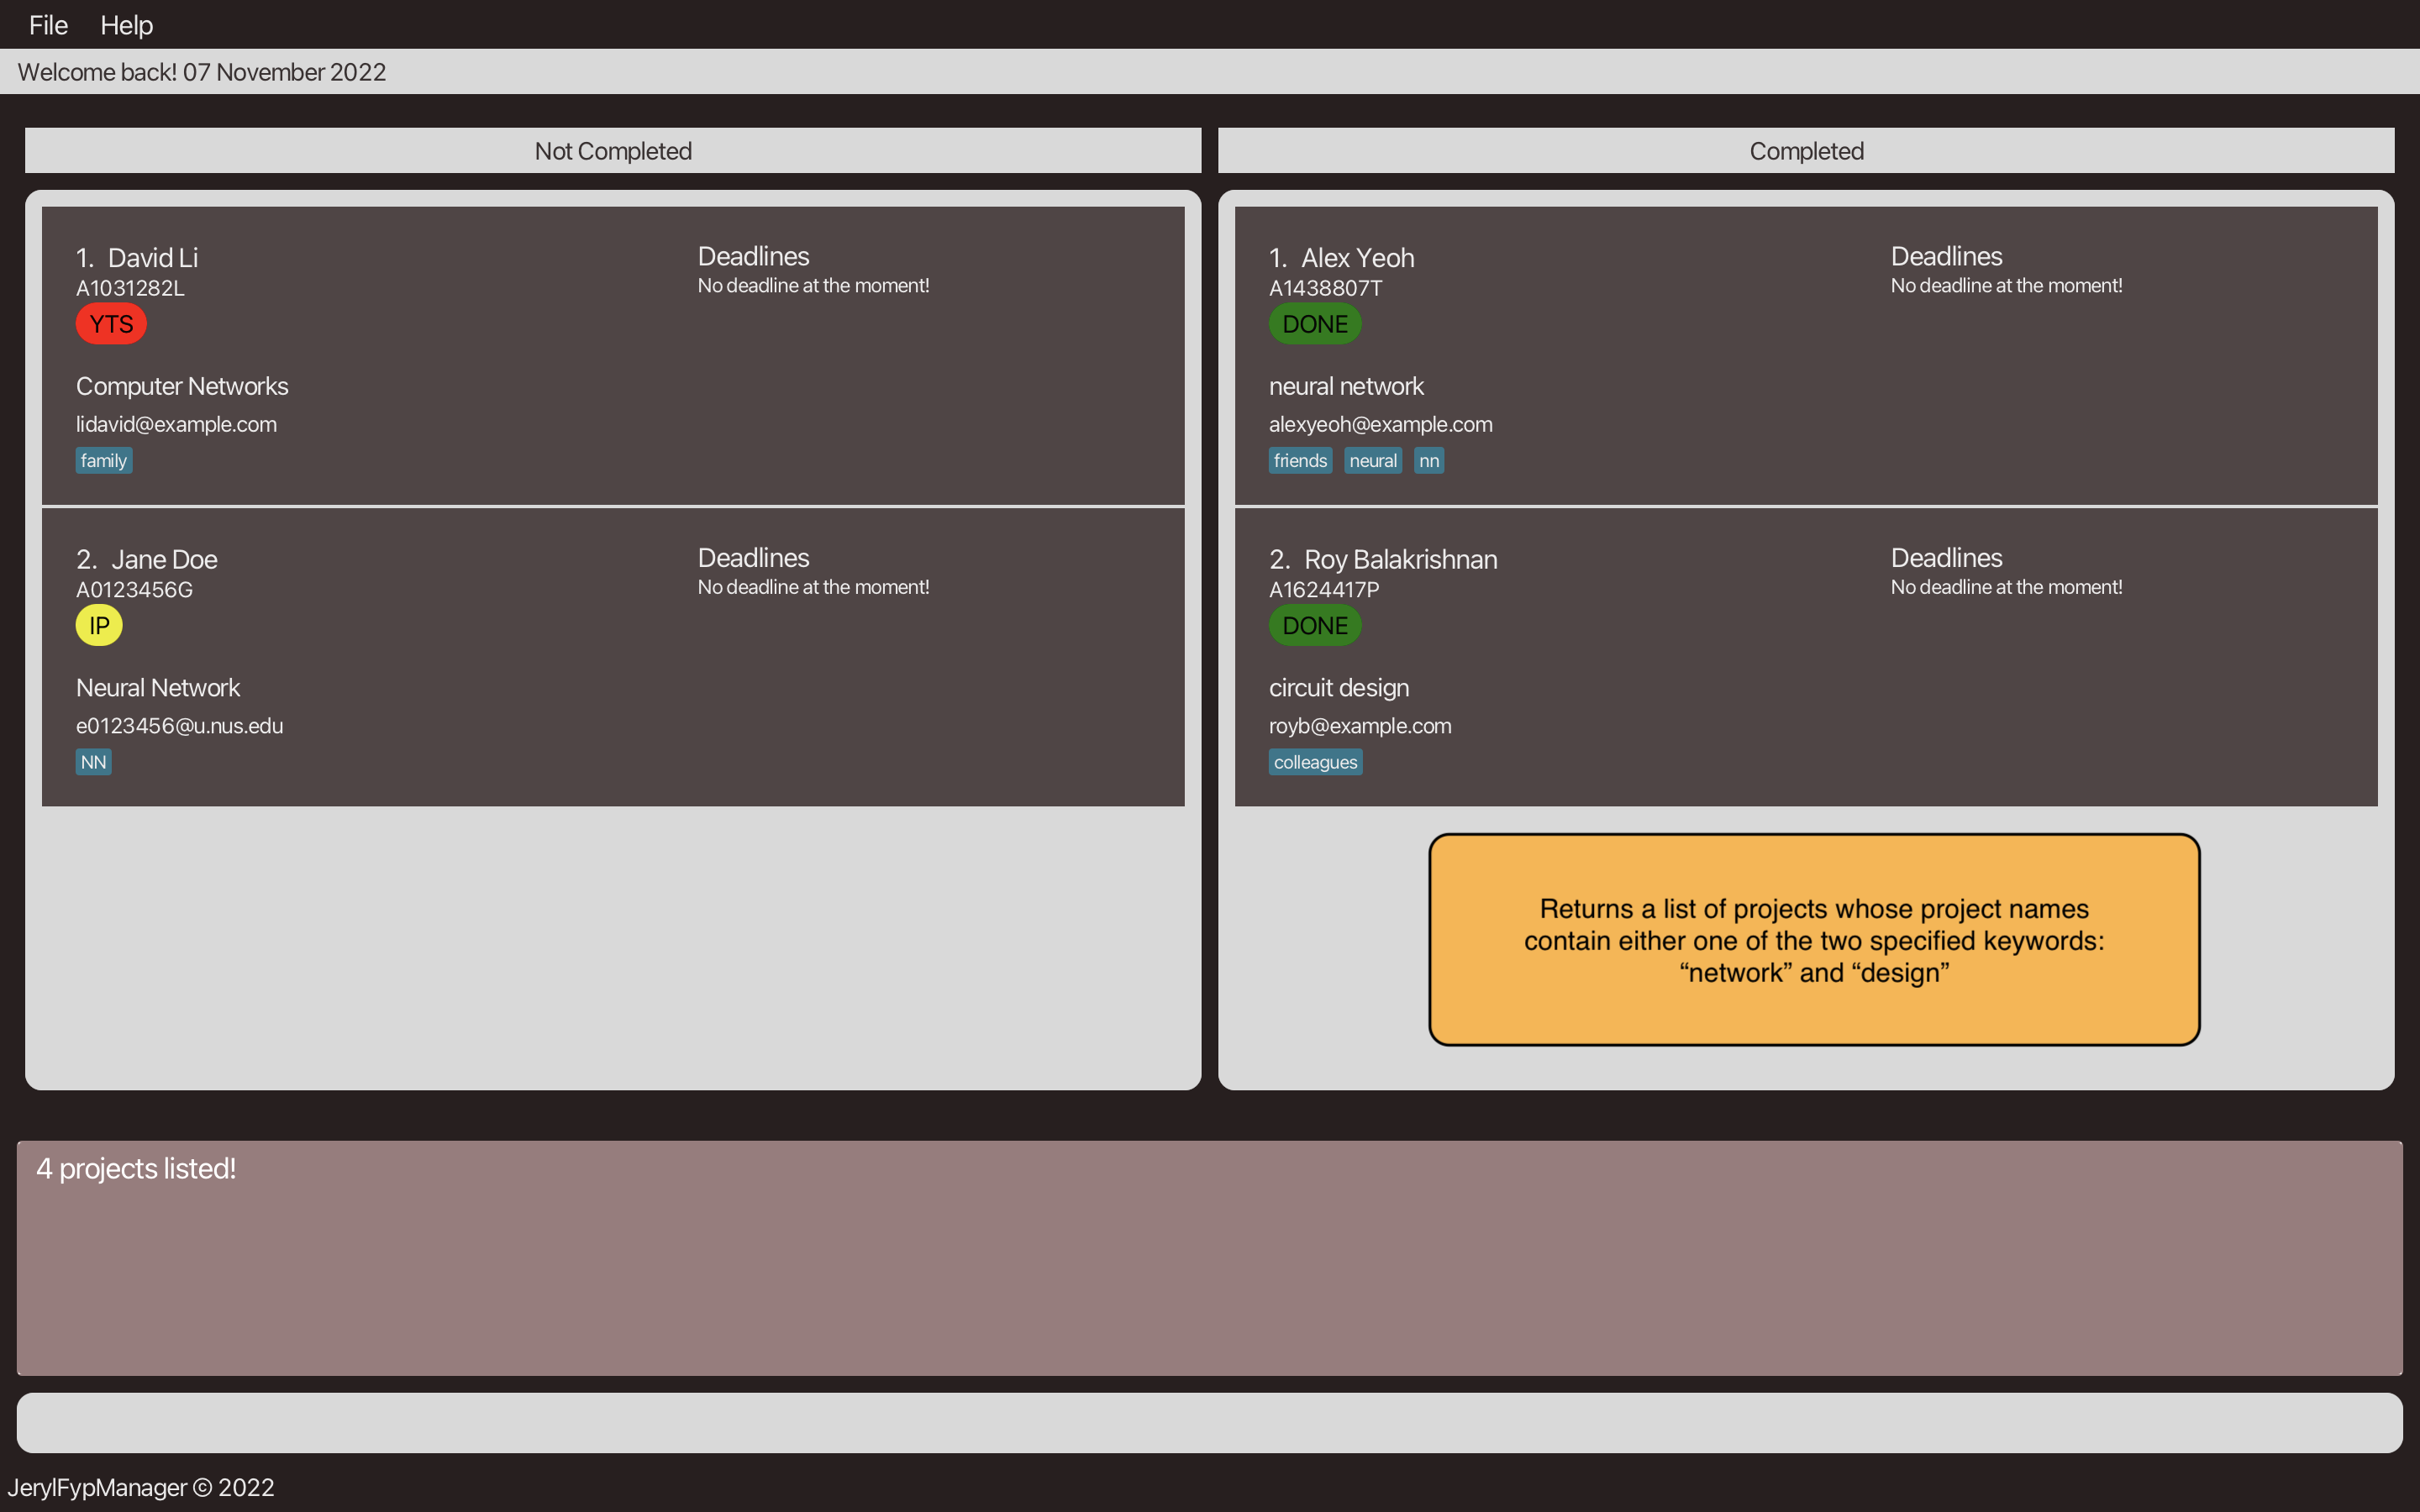 File Help
Welcome back! 07 November 2022
Not Completed
1. David Li
A1031282L
YTS
Computer Networks
lidavid@example.com
family
Deadlines
No deadline at the moment!
2. Jane Doe
A0123456G
IP
Neural Network
e0123456@u.nus.edu
NN
Deadlines
No deadline at the moment!
Completed
1. Alex Yeoh
A1438807T
DONE
neural network
alexyeoh@example.com
friends neural nn
Deadlines
No deadline at the moment!
2. Roy Balakrishnan
A1624417P
DONE
circuit design
royb@example.com
colleagues
Deadlines
No deadline at the moment!
Returns a list of projects whose project names
contain either one of the two specified keywords:
“network” and “design”
4 projects listed!
JerylFypManager © 2022